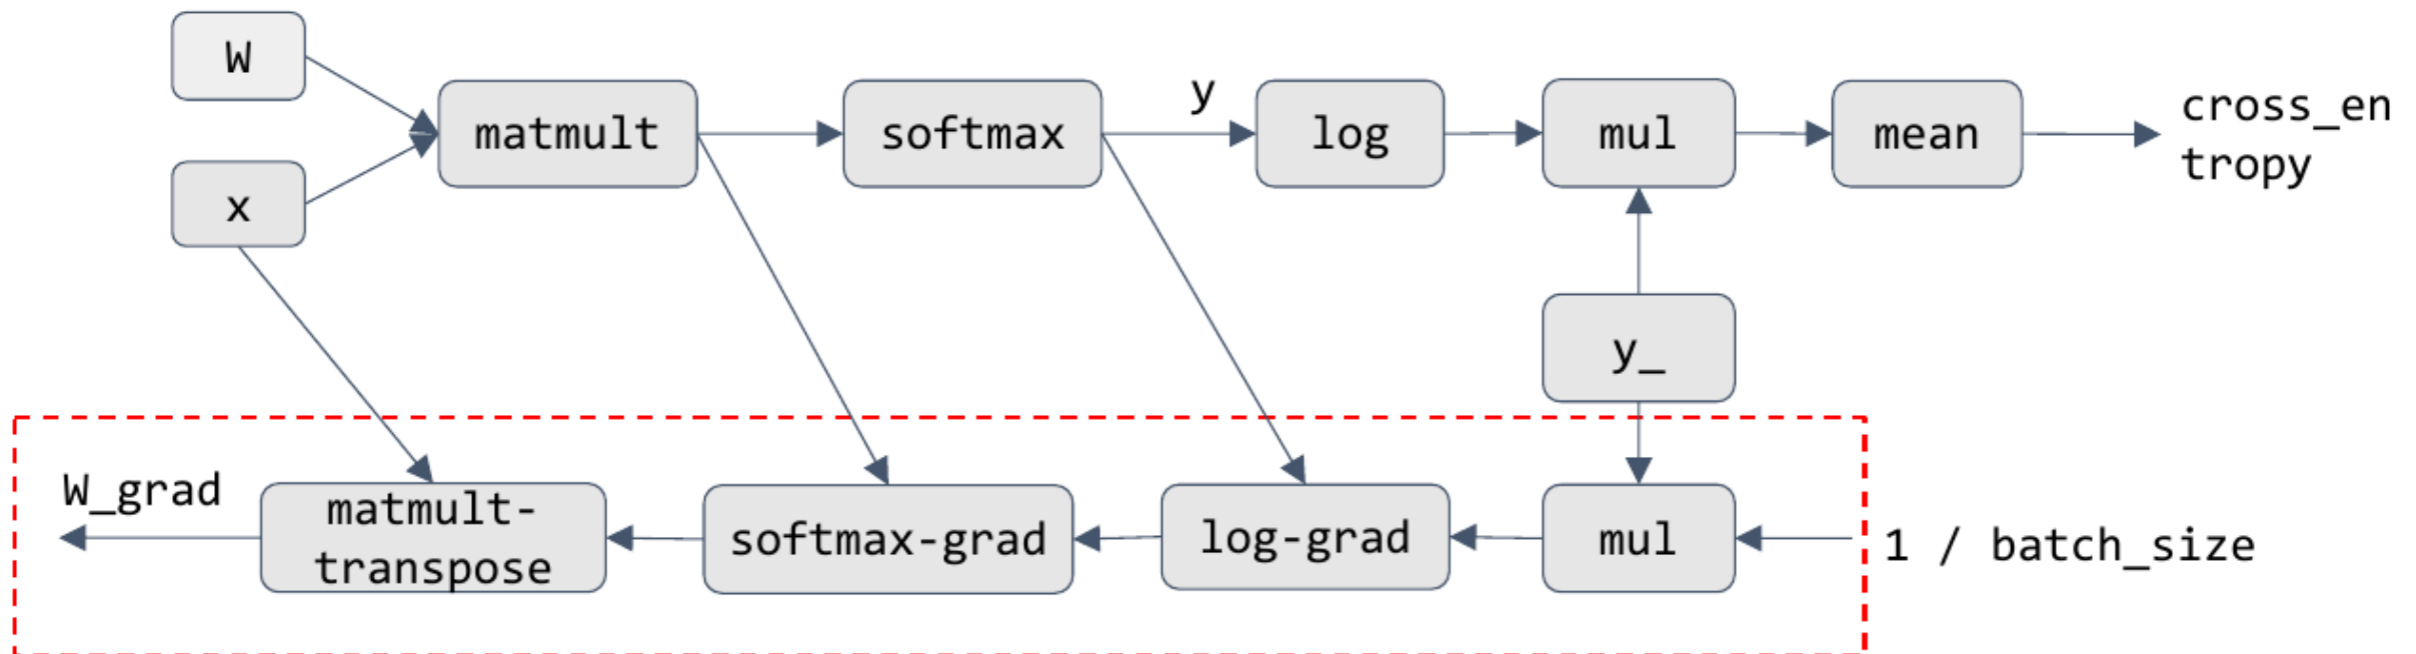 W
x
matmult
softmax
y
log
mul
mean
cross_en
tropy
y_
W_grad
matmult-
transpose
softmax-grad
log-grad
mul
1 / batch_size